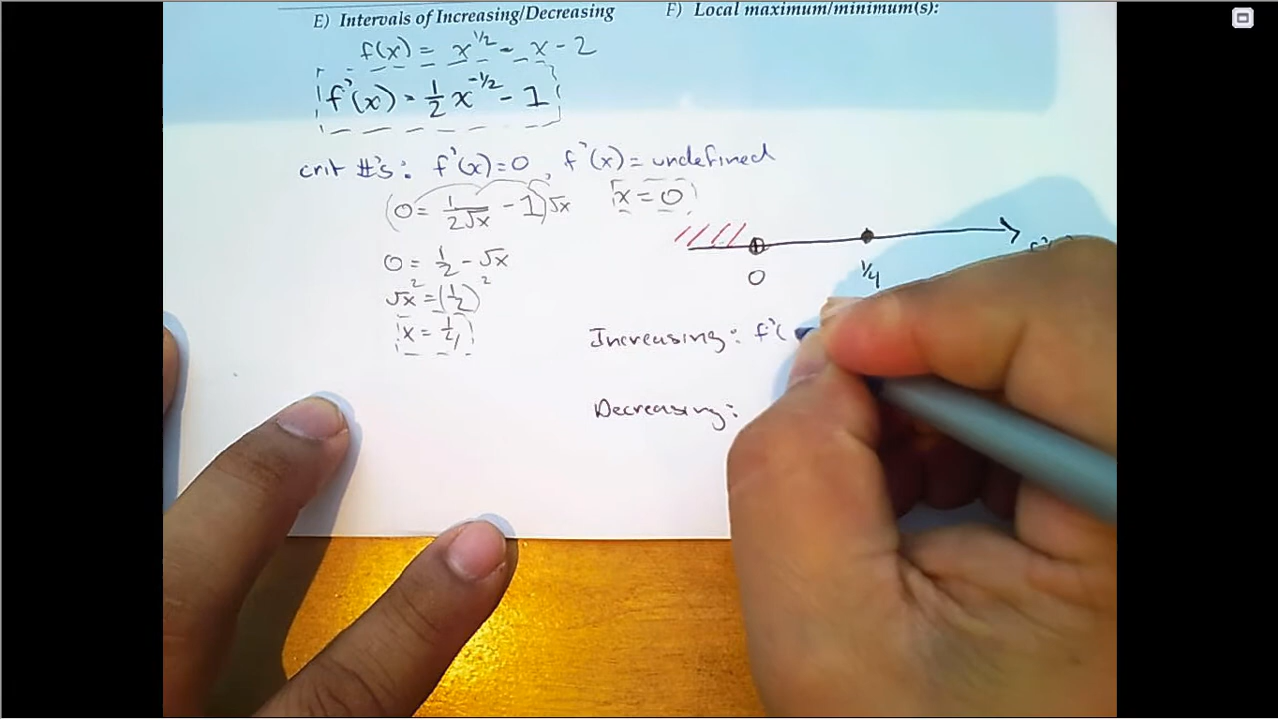 E) Intervals of Increasing/Decreasing
F) Local maximum/minimum(s):
f(x) = x^1/2 - x - 2
f'(x) = 1/2 x^-1/2 - 1
crit #'s: f'(x)=0, f'(x)= undefined
(0 = 1/2√x - 1)√x
x = 0
0 = 1/2 - √x
√x^2 = (1/2)^2
x = 1/4
0
1/4
Increasing: f'(
Decreasing: